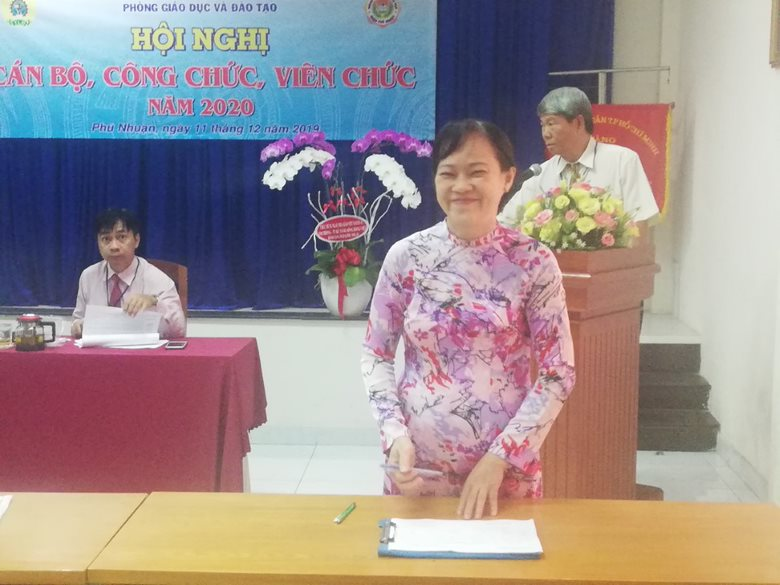 PHÒNG GIÁO DỤC VÀ ĐÀO TẠO
HỘI NGHỊ
CÁN BỘ, CÔNG CHỨC, VIÊN CHỨC
NĂM 2020
Phú Nhuận, ngày 11 tháng 12 năm 2019